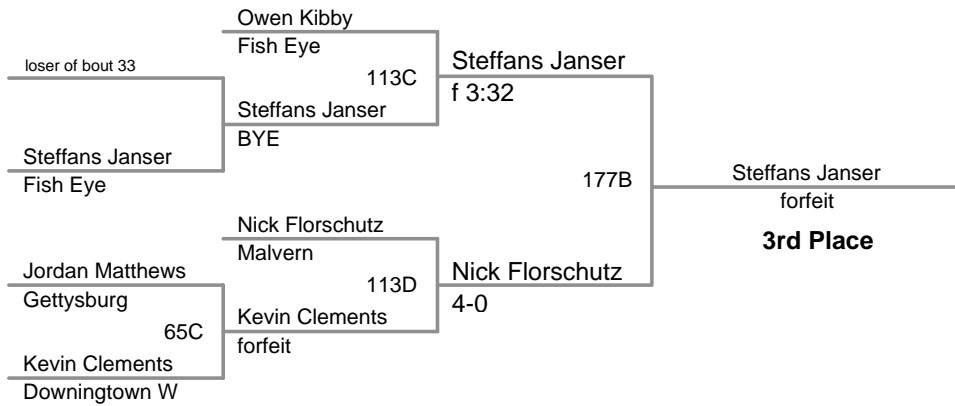 Owen Kibby
Fish Eye
loser of bout 33
113C
Steffans Janser
f 3:32
Steffans Janser
BYE
Steffans Janser
Fish Eye
177B
Steffans Janser
forfeit
3rd Place
Nick Florschutz
Malvern
Jordan Matthews
Gettysburg
113D
Nick Florschutz
4-0
65C
Kevin Clements
forfeit
Kevin Clements
Downingtown W